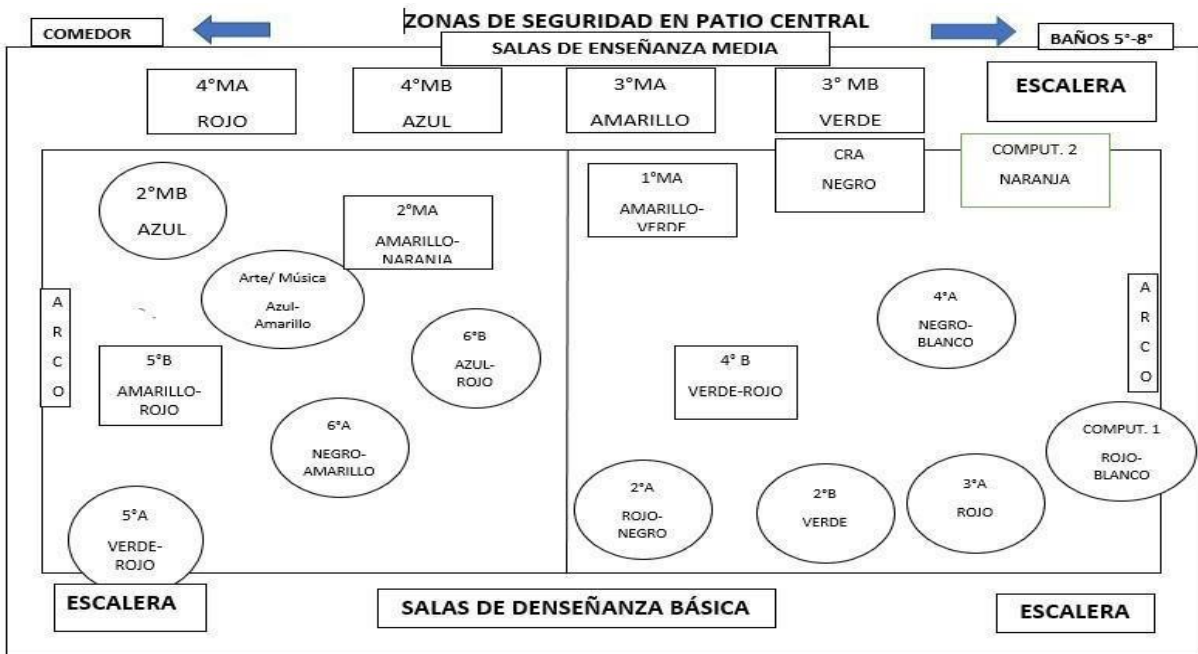 ZONAS DE SEGURIDAD EN PATIO CENTRAL
COMEDOR
BAÑOS 5°-8°
SALAS DE ENSEÑANZA MEDIA
4°MA
ROJO
4°MB
AZUL
3°MA
AMARILLO
3° MB
VERDE
ESCALERA
CRA
NEGRO
COMPUT. 2
NARANJA
2°MB
AZUL
2°MA
AMARILLO-
NARANJA
1°MA
AMARILLO-
VERDE
Arte/ Música
Azul-
Amarillo
4°A
NEGRO-
BLANCO
A
R
C
O
A
R
C
O
6°B
AZUL-
ROJO
5°B
AMARILLO-
ROJO
4° B
VERDE-ROJO
6°A
NEGRO-
AMARILLO
COMPUT. 1
ROJO-
BLANCO
5°A
VERDE-
ROJO
2°A
ROJO-
NEGRO
2°B
VERDE
3°A
ROJO
ESCALERA
SALAS DE DENSEÑANZA BÁSICA
ESCALERA